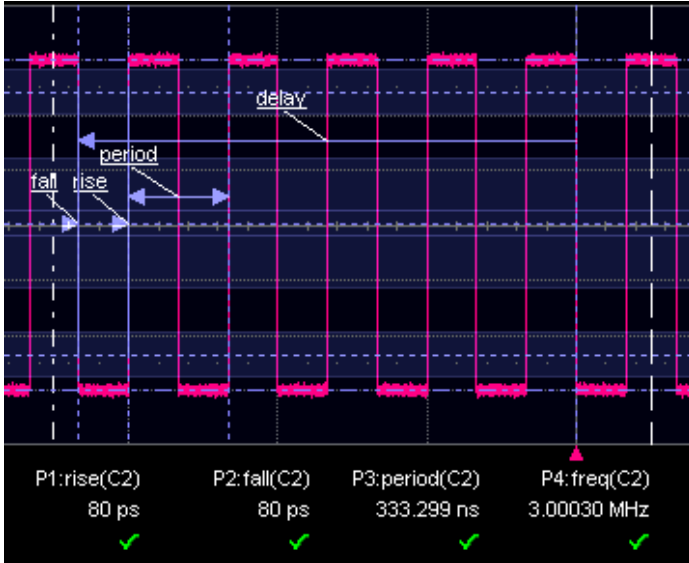 delay
period
fall rise
P1:rise(C2) P2:fall(C2) P3:period(C2) P4:freq(C2)
80 ps 80 ps 333.299 ns 3.00030 MHz